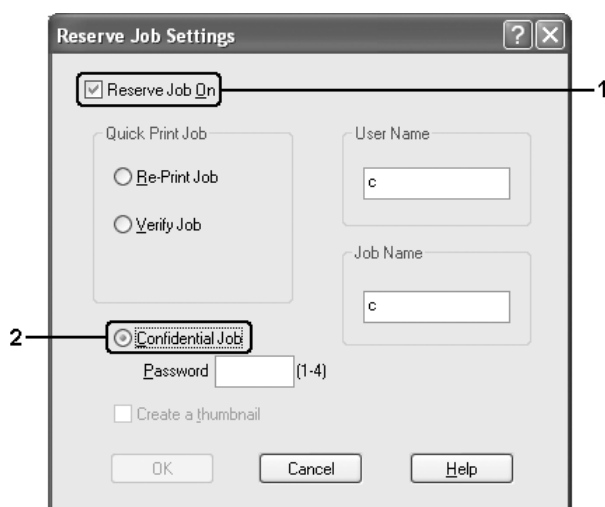 Reserve Job Settings
Reserve Job On
1
Quick Print Job
Re-Print Job
Verify Job
User Name
c
Job Name
c
2
Confidential Job
Password (1-4)
Create a thumbnail
OK Cancel Help